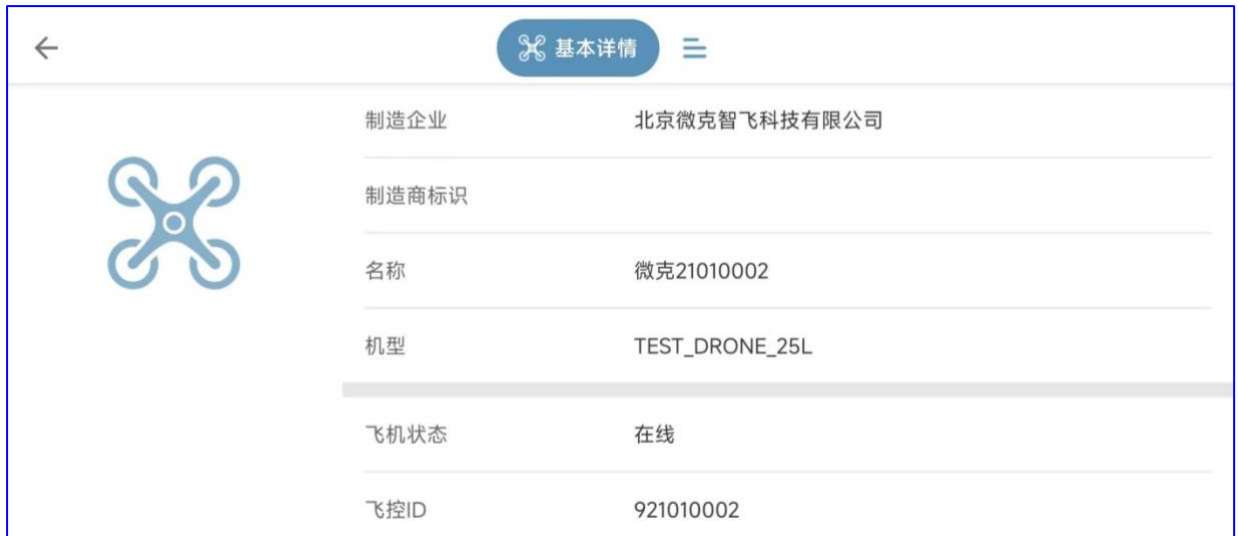 基本详情
制造企业 北京微克智飞科技有限公司
制造商标识
名称 微克21010002
机型 TEST_DRONE_25L
飞机状态 在线
飞控ID 921010002